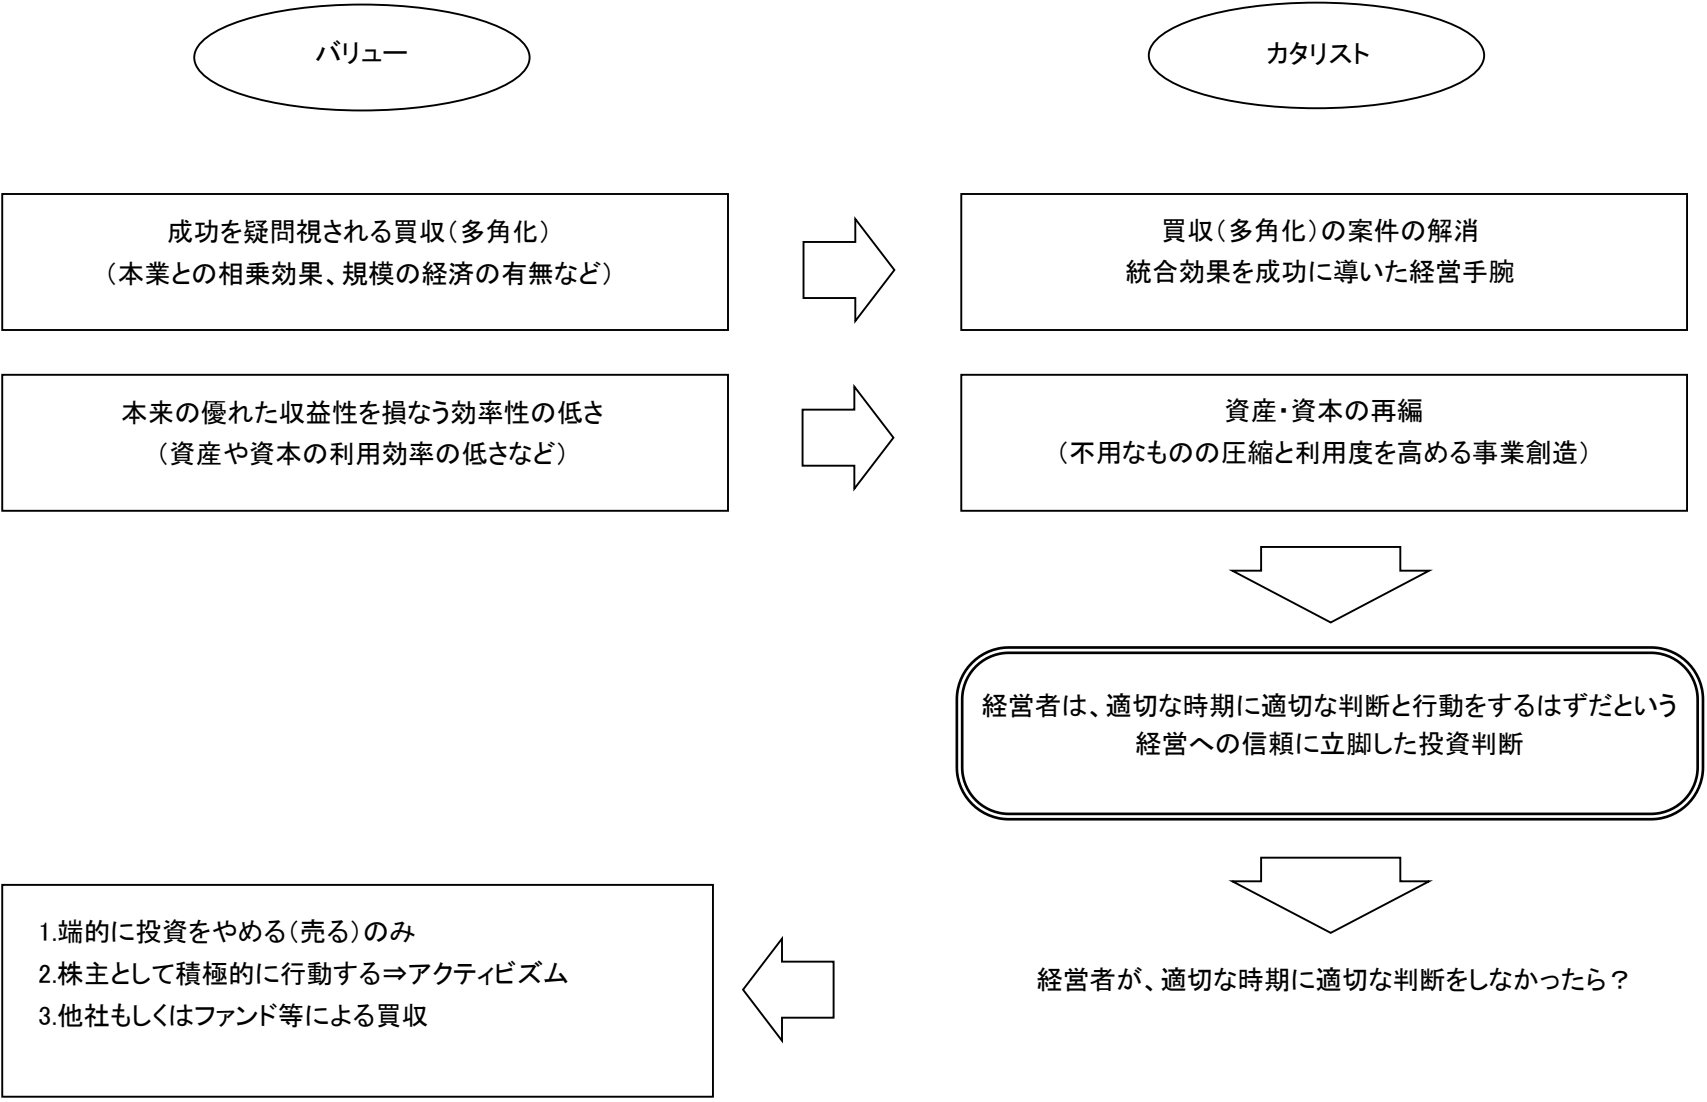 バリュー
カタリスト
成功を疑問視される買収（多角化）
（本業との相乗効果、規模の経済の有無など）
買収（多角化）の案件の解消
統合効果を成功に導いた経営手腕
本来の優れた収益性を損なう効率性の低さ
（資産や資本の利用効率の低さなど）
資産・資本の再編
（不用なものの圧縮と利用度を高める事業創造）
経営者は、適切な時期に適切な判断と行動をするはずだという
経営への信頼に立脚した投資判断
経営者が、適切な時期に適切な判断をしなかったら？
1.端的に投資をやめる（売る）のみ
2.株主として積極的に行動する⇒アクティビズム
3.他社もしくはファンド等による買収